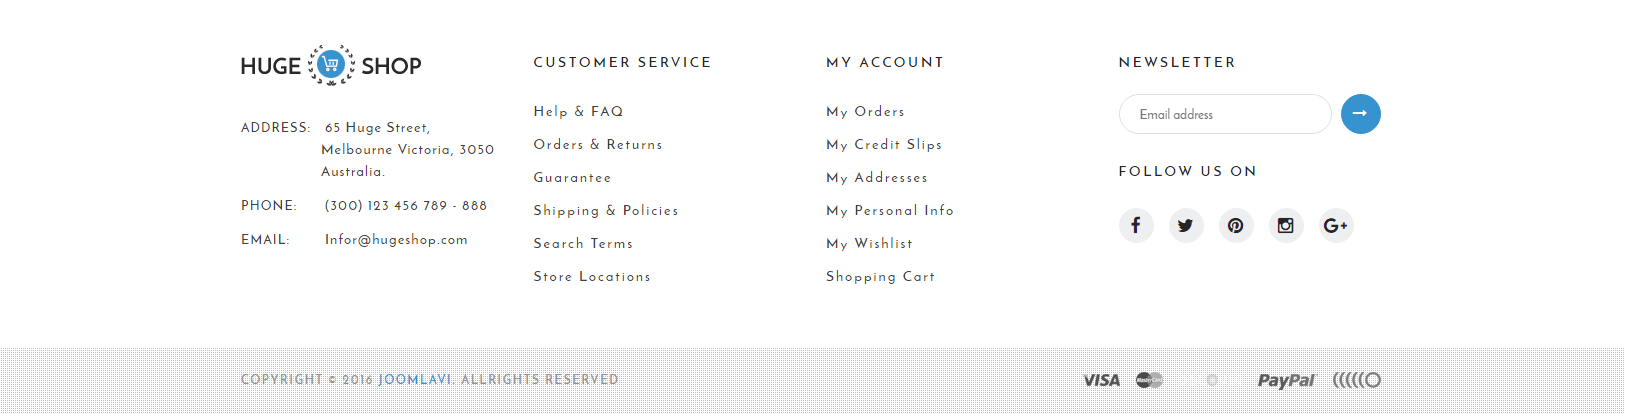 HUGE SHOP
ADDRESS: 65 Huge Street,
Melbourne Victoria, 3050
Australia.
PHONE: (300) 123 456 789 - 888
EMAIL: Infor@hugeshop.com
CUSTOMER SERVICE
Help & FAQ
Orders & Returns
Guarantee
Shipping & Policies
Search Terms
Store Locations
MY ACCOUNT
My Orders
My Credit Slips
My Addresses
My Personal Info
My Wishlist
Shopping Cart
NEWSLETTER
Email address
FOLLOW US ON
COPYRIGHT © 2016 JOOMLAVI. ALLRIGHTS RESERVED
VISA MasterCard PayPal